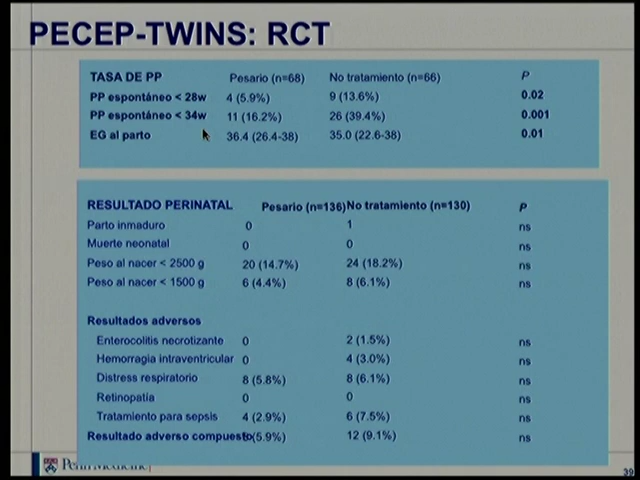 PECEP-TWINS: RCT
TASA DE PP Pesario (n=68) No tratamiento (n=66) P
PP espontáneo < 28w 4 (5.9%) 9 (13.6%) 0.02
PP espontáneo < 34w 11 (16.2%) 26 (39.4%) 0.001
EG al parto 36.4 (26.4-38) 35.0 (22.6-38) 0.01
RESULTADO PERINATAL Pesario (n=136) No tratamiento (n=130) P
Parto inmaduro 0 1 ns
Muerte neonatal 0 0 ns
Peso al nacer < 2500 g 20 (14.7%) 24 (18.2%) ns
Peso al nacer < 1500 g 6 (4.4%) 8 (6.1%) ns
Resultados adversos
Enterocolitis necrotizante 0 2 (1.5%) ns
Hemorragia intraventricular 0 4 (3.0%) ns
Distress respiratorio 8 (5.8%) 8 (6.1%) ns
Retinopatía 0 0 ns
Tratamiento para sepsis 4 (2.9%) 6 (7.5%) ns
Resultado adverso compuesto (5.9%) 12 (9.1%) ns
Penn Medicine
39